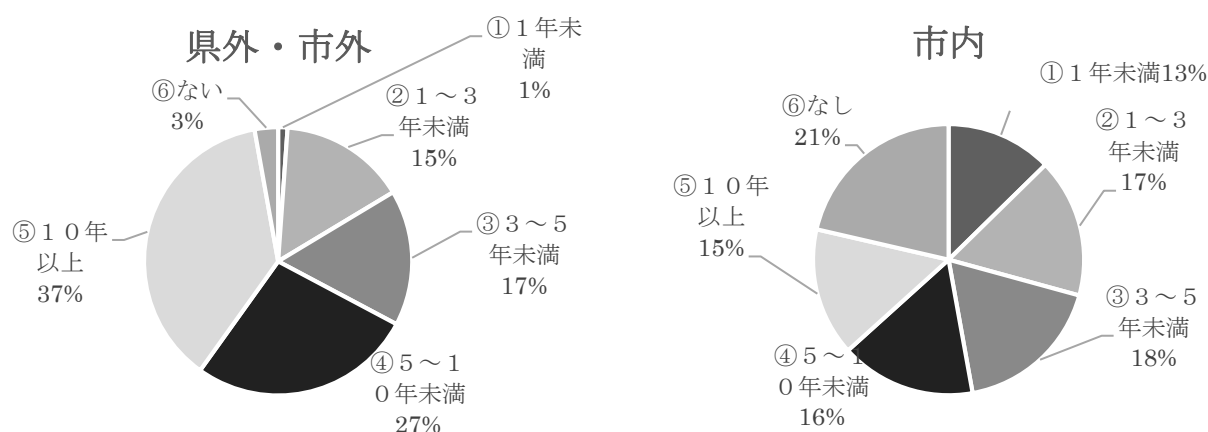 県外・市外
①１年未
満
1%
②１～３
年未満
15%
③３～５
年未満
17%
④５～１
０年未満
27%
⑤１０年
以上
37%
⑥ない
3%
市内
①１年未満13%
②１～３
年未満
17%
③３～５
年未満
18%
④５～１
０年未満
16%
⑤１０年
以上
15%
⑥なし
21%